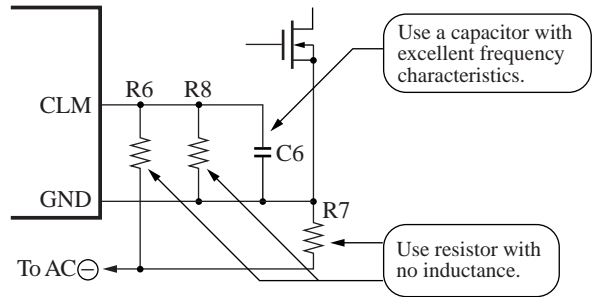 Use a capacitor with
excellent frequency
characteristics.
R6 R8
CLM
C6
GND
R7
Use resistor with
no inductance.
To AC⊖